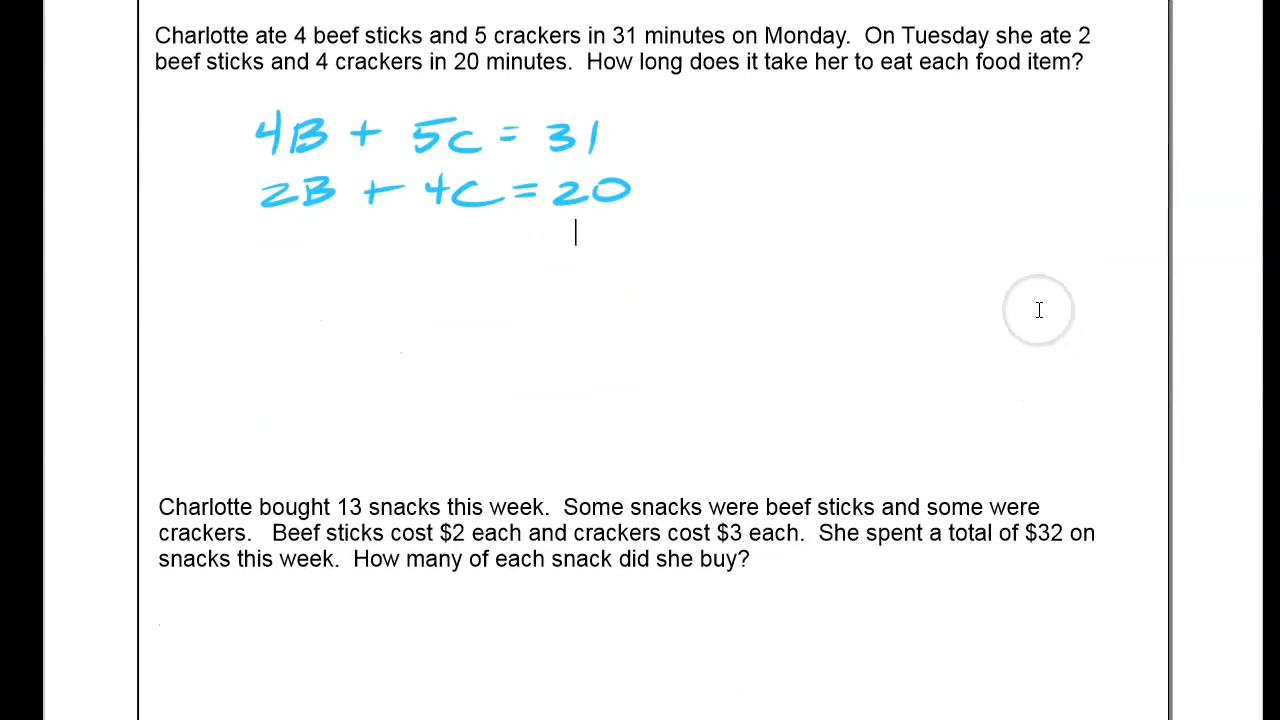 Charlotte ate 4 beef sticks and 5 crackers in 31 minutes on Monday.  On Tuesday she ate 2
beef sticks and 4 crackers in 20 minutes.  How long does it take her to eat each food item?
4B + 5C = 31
2B + 4C = 20
Charlotte bought 13 snacks this week.  Some snacks were beef sticks and some were
crackers.   Beef sticks cost $2 each and crackers cost $3 each.  She spent a total of $32 on
snacks this week.  How many of each snack did she buy?